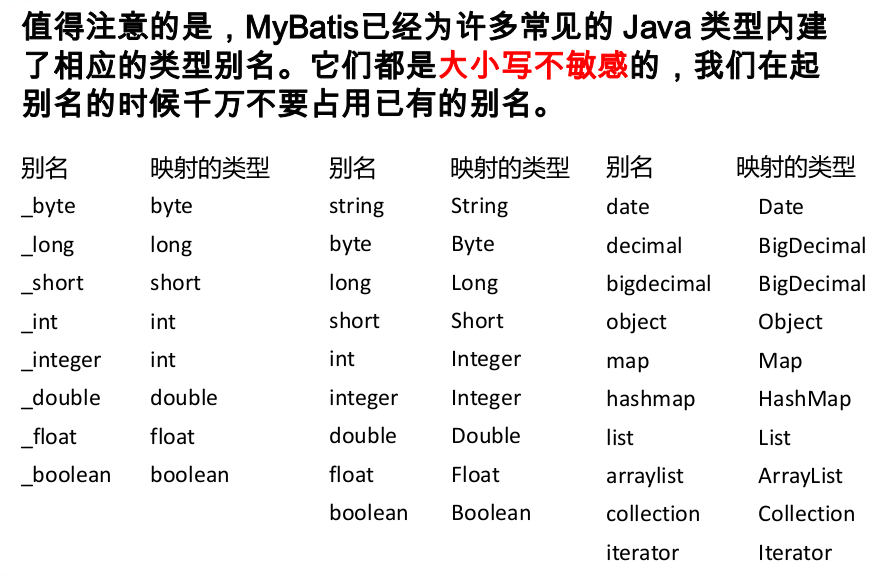 值得注意的是，MyBatis已经为许多常见的 Java 类型内建
了相应的类型别名。它们都是大小写不敏感的，我们在起
别名的时候千万不要占用已有的别名。
别名 映射的类型 别名 映射的类型 别名 映射的类型
_byte byte string String date Date
_long long byte Byte decimal BigDecimal
_short short long Long bigdecimal BigDecimal
_int int short Short object Object
_integer int int Integer map Map
_double double integer Integer hashmap HashMap
_float float double Double list List
_boolean boolean float Float arraylist ArrayList
boolean Boolean collection Collection
iterator Iterator